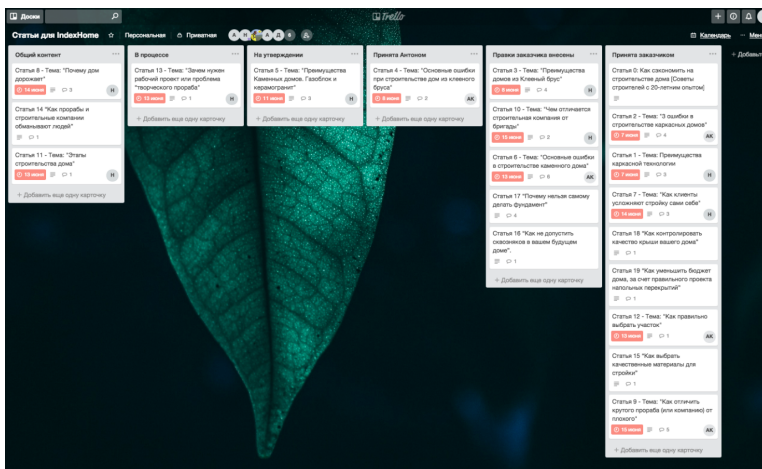 Доски
Trello
Статьи для IndexHome
Персональная
Приватная
А Н А Д 6
Календарь
Меню
Общий контент
Статья 8 - Тема: "Почему дом
дорожает"
14 июня 3 Н
Статья 14 "Как прорабы и
строительные компании
обманывают людей"
1
Статья 11 - Тема: "Этапы
строительства дома"
15 июня 1 Н
+ Добавить еще одну карточку
В процессе
Статья 13 - Тема: "Зачем нужен
рабочий проект или проблема
"творческого прораба"
13 июня 1 Н
+ Добавить еще одну карточку
На утверждении
Статья 5 - Тема: "Преимущества
Каменных домов. Газоблок и
керамогранит"
11 июня 3 Н
+ Добавить еще одну карточку
Принята Антоном
Статья 4 - Тема: "Основные ошибки
при строительстве дом из клееного
бруса"
9 июня 2 АК
+ Добавить еще одну карточку
Правки заказчика внесены
Статья 3 - Тема: "Преимущества
домов из Клееный брус"
8 июня 4 Н
Статья 10 - Тема: "Чем отличается
строительная компания от
бригады"
15 июня 2 Н
Статья 6 - Тема: "Основные ошибки
в строительстве каменного дома"
13 июня 6 АК
Статья 17 "Почему нельзя самому
делать фундамент"
4
Статья 16 "Как не допустить
сквозняков в вашем будущем
доме".
1
+ Добавить еще одну карточку
Принята заказчиком
Статья 0: Как сэкономить на
строительстве дома [Советы
строителей с 20-летним опытом]
Статья 2 - Тема: "3 ошибки в
строительстве каркасных домов"
7 июня 4 АК
Статья 1 - Тема: Преимущества
каркасной технологии
7 июня 3 Н
Статья 7 - Тема: "Как клиенты
усложняют стройку сами себе"
14 июня 3 Н
Статья 18 "Как контролировать
качество крыши вашего дома"
1
Статья 19 "Как уменьшить бюджет
дома, за счет правильного проекта
напольных перекрытий"
1
Статья 12 - Тема: "Как правильно
выбрать участок"
13 июня 1 АК
Статья 15 "Как выбрать
качественные материалы для
стройки"
1
Статья 9 - Тема: "Как отличить
крутого прораба (или компанию) от
плохого"
15 июня 6 АК
+ Добавить еще одну карточку